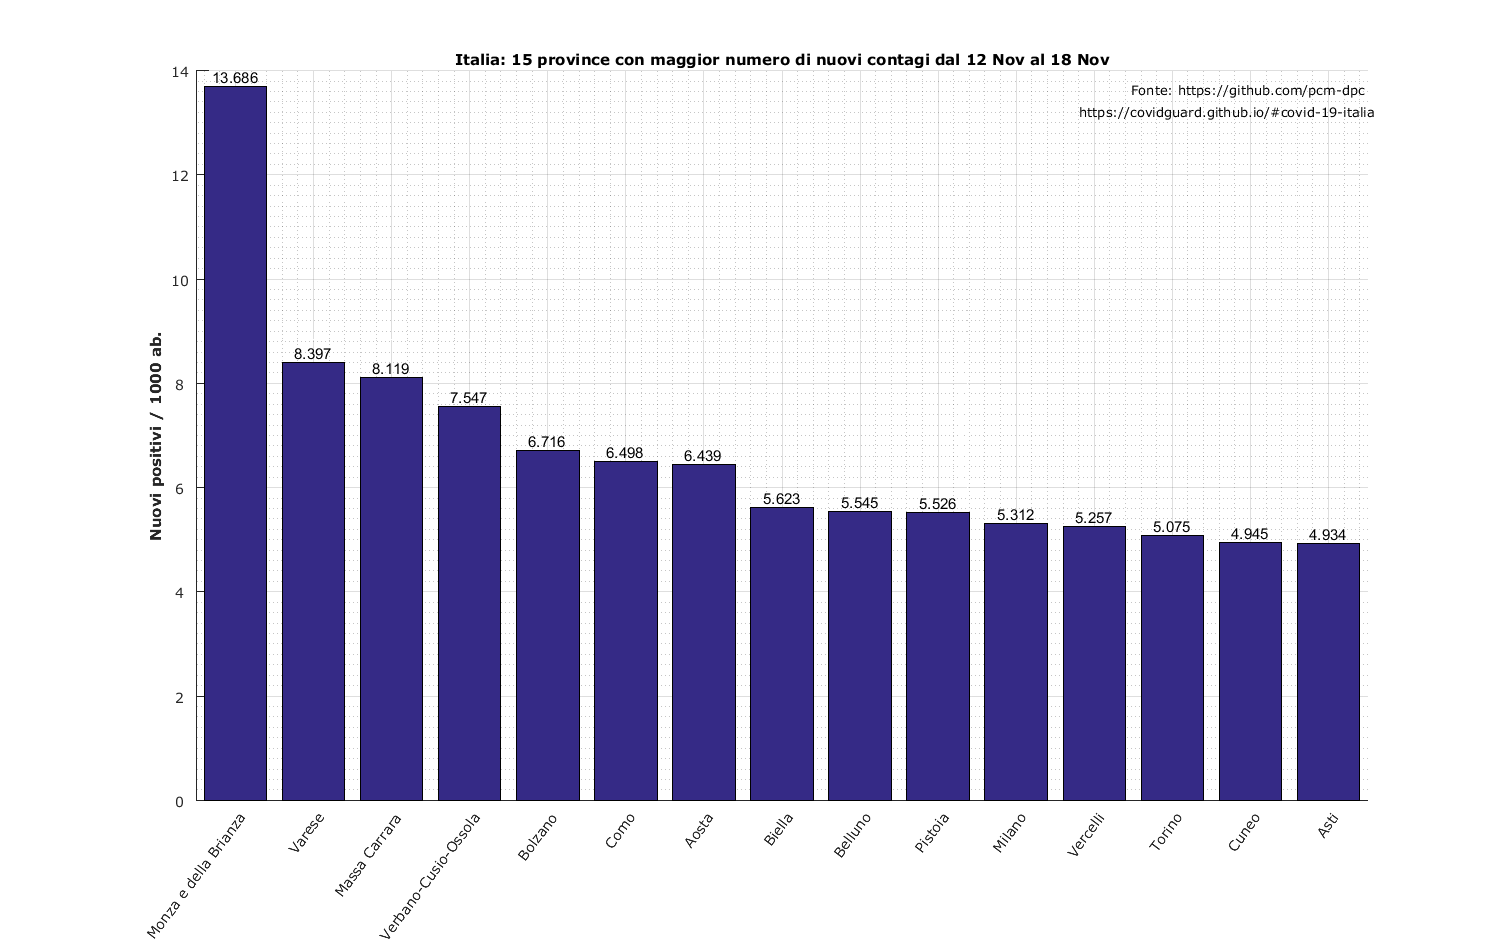 Italia: 15 province con maggior numero di nuovi contagi dal 12 Nov al 18 Nov
Fonte: https://github.com/pcm-dpc
https://covidguard.github.io/#covid-19-italia
Nuovi positivi / 1000 ab.
14
12
10
8
6
4
2
0
13.686
8.397
8.119
7.547
6.716
6.498
6.439
5.623
5.545
5.526
5.312
5.257
5.075
4.945
4.934
Monza e della Brianza
Varese
Massa Carrara
Verbano-Cusio-Ossola
Bolzano
Como
Aosta
Biella
Belluno
Pistoia
Milano
Vercelli
Torino
Cuneo
Asti